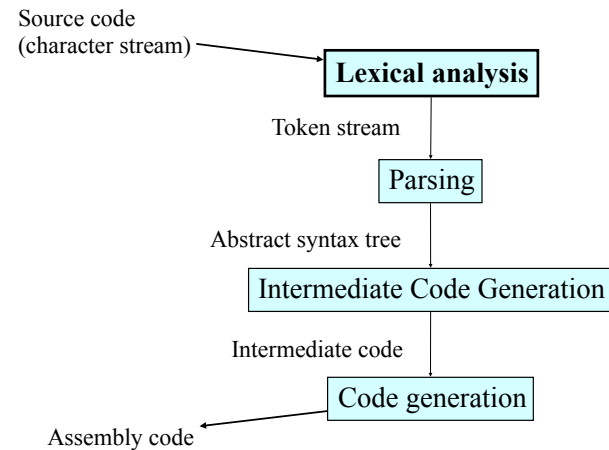 Source code
(character stream)
Lexical analysis
Token stream
Parsing
Abstract syntax tree
Intermediate Code Generation
Intermediate code
Code generation
Assembly code